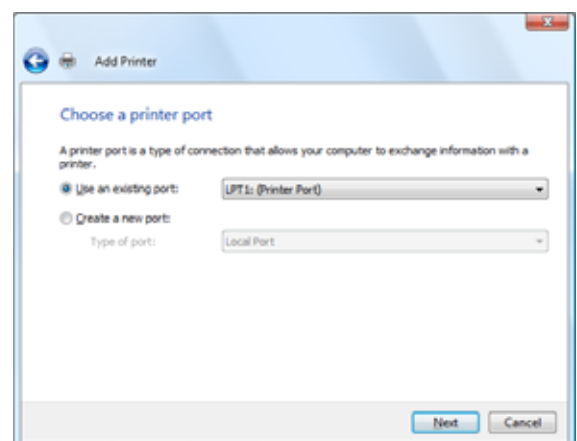 Add Printer
Choose a printer port
A printer port is a type of connection that allows your computer to exchange information with a
printer.
Use an existing port: LPT1: (Printer Port)
Create a new port:
Type of port: Local Port
Next Cancel